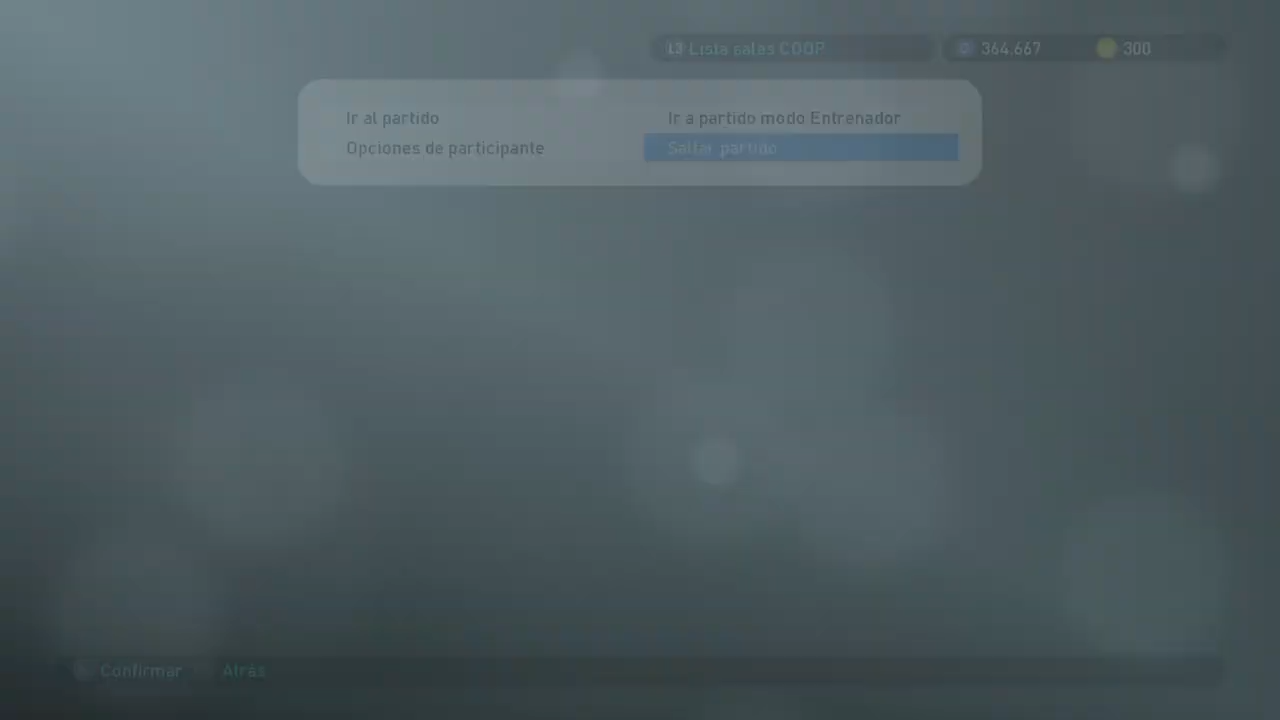 L3 Lista salas COOP 364.667 300
Ir al partido Ir a partido modo Entrenador
Opciones de participante Saltar partido
Confirmar Atrás